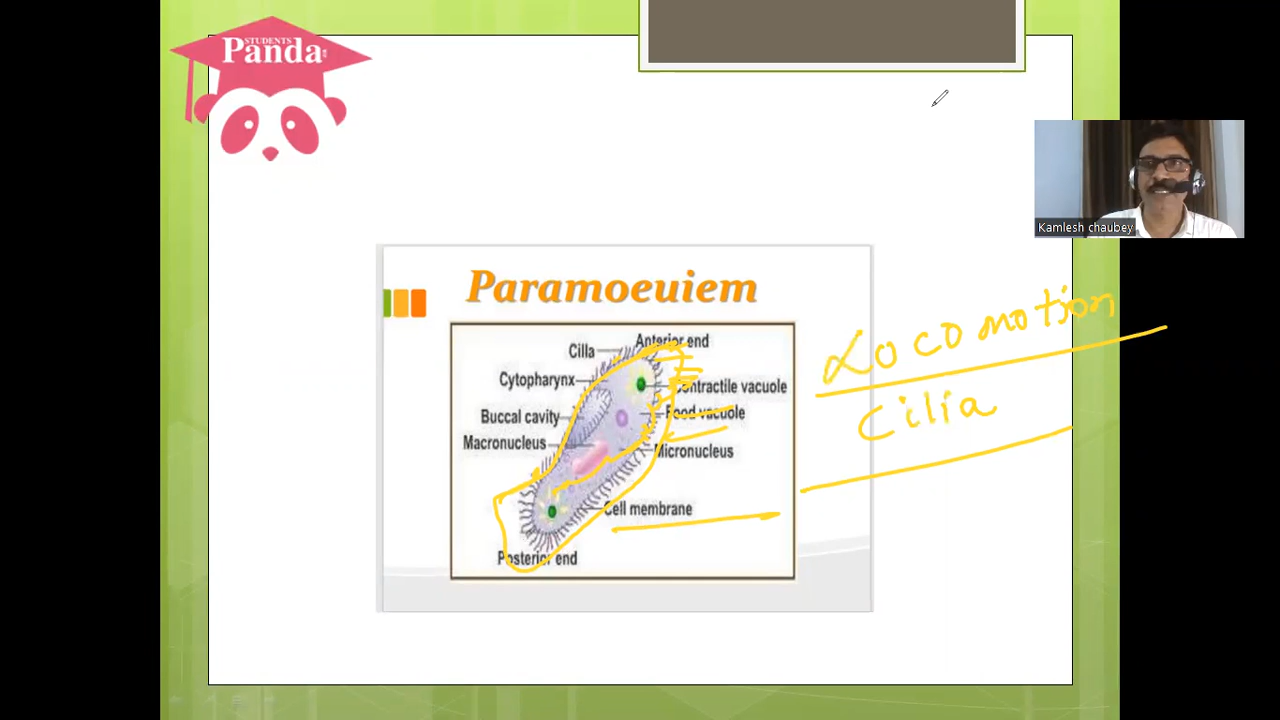 STUDENTS
Panda
Kamlesh chaubey
Paramoeuiem
Anterior end
Cilla
Cytopharynx
Contractile vacuole
Buccal cavity
Food vacuole
Macronucleus
Micronucleus
Cell membrane
Posterior end
Locomotion
Cilia